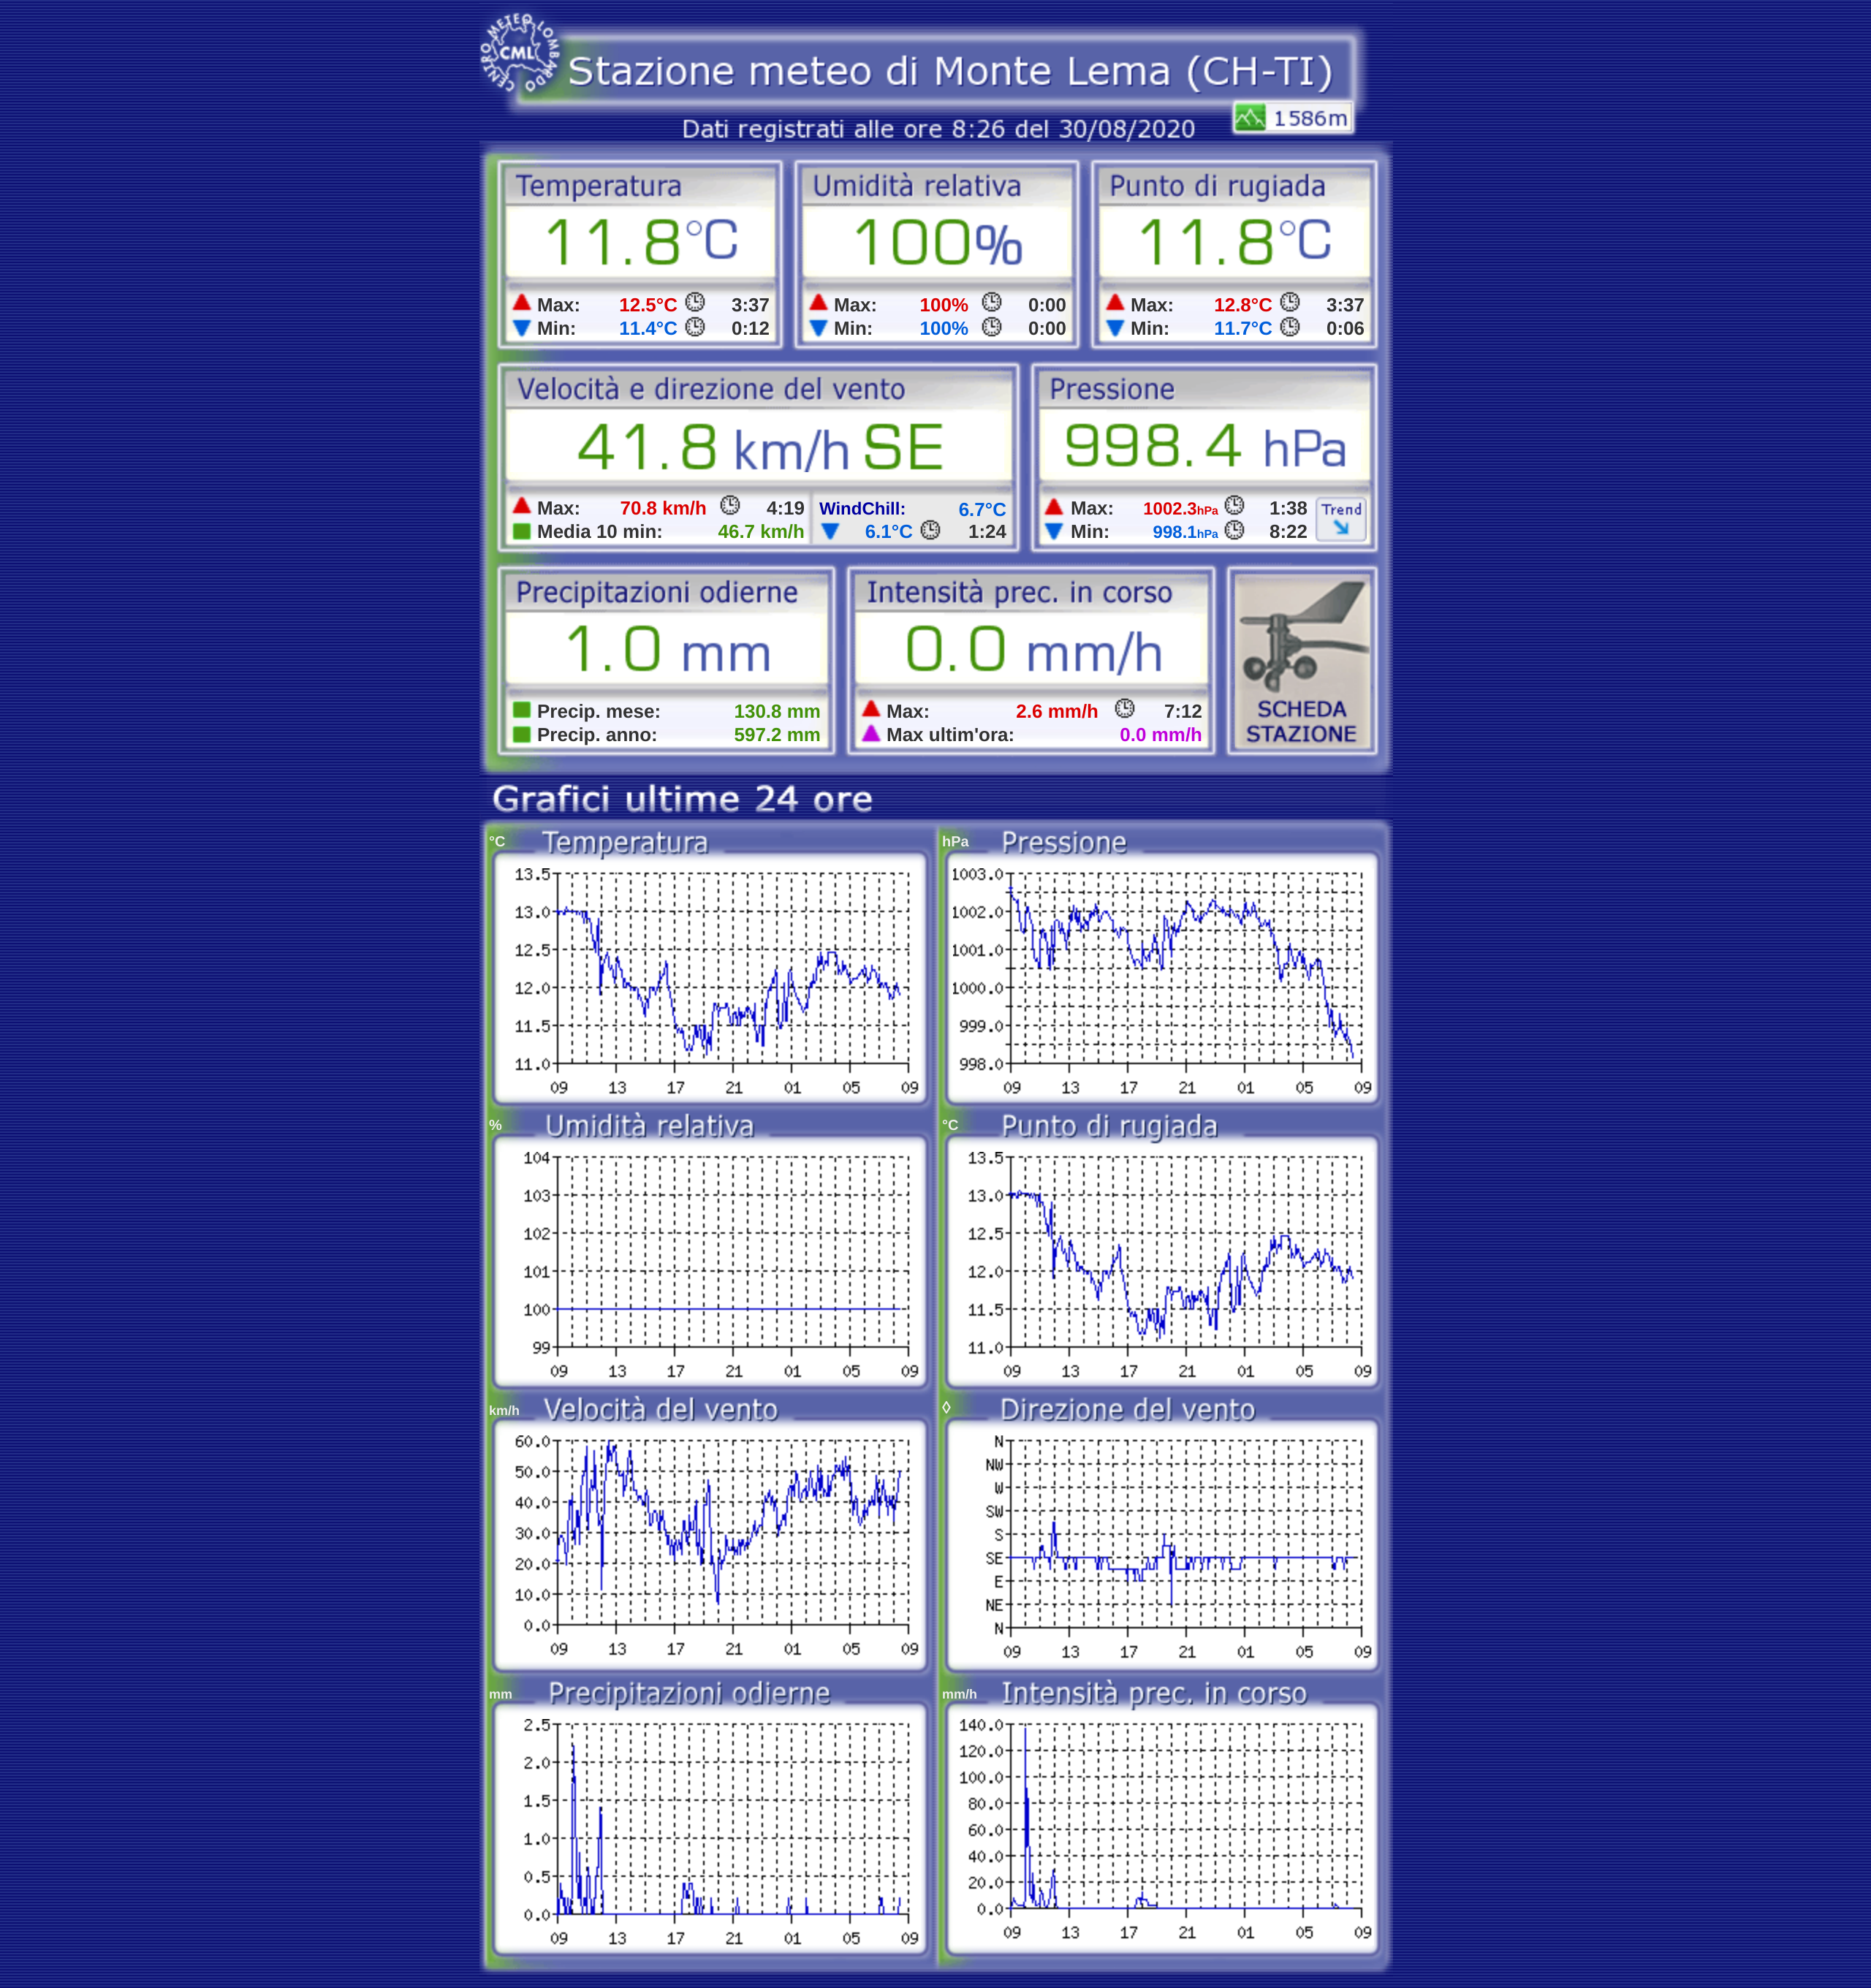 CENTRO METEO LOMBARDO
CML
Stazione meteo di Monte Lema (CH-TI)
1586m
Dati registrati alle ore 8:26 del 30/08/2020
Temperatura Umidità relativa Punto di rugiada
11.8°C 100% 11.8°C
Max: 12.5°C 3:37 Max: 100% 0:00 Max: 12.8°C 3:37
Min: 11.4°C 0:12 Min: 100% 0:00 Min: 11.7°C 0:06
Velocità e direzione del vento Pressione
41.8 km/h SE 998.4 hPa
Max: 70.8 km/h 4:19 WindChill: 6.7°C Max: 1002.3hPa 1:38 Trend
Media 10 min: 46.7 km/h 6.1°C 1:24 Min: 998.1hPa 8:22
Precipitazioni odierne Intensità prec. in corso
1.0 mm 0.0 mm/h
Precip. mese: 130.8 mm Max: 2.6 mm/h 7:12 SCHEDA
Precip. anno: 597.2 mm Max ultim'ora: 0.0 mm/h STAZIONE
Grafici ultime 24 ore
°C Temperatura hPa Pressione
13.5 1003.0
13.0 1002.0
12.5 1001.0
12.0 1000.0
11.5 999.0
11.0 998.0
09 13 17 21 01 05 09 09 13 17 21 01 05 09
% Umidità relativa °C Punto di rugiada
104 13.5
103 13.0
102 12.5
101 12.0
100 11.5
99 11.0
09 13 17 21 01 05 09 09 13 17 21 01 05 09
km/h Velocità del vento ◊ Direzione del vento
60.0 N
50.0 NW
40.0 W
30.0 SW
20.0 S
10.0 SE
0.0 E
NE
N
09 13 17 21 01 05 09 09 13 17 21 01 05 09
mm Precipitazioni odierne mm/h Intensità prec. in corso
2.5 140.0
2.0 120.0
1.5 100.0
1.0 80.0
0.5 60.0
0.0 40.0
20.0
0.0
09 13 17 21 01 05 09 09 13 17 21 01 05 09